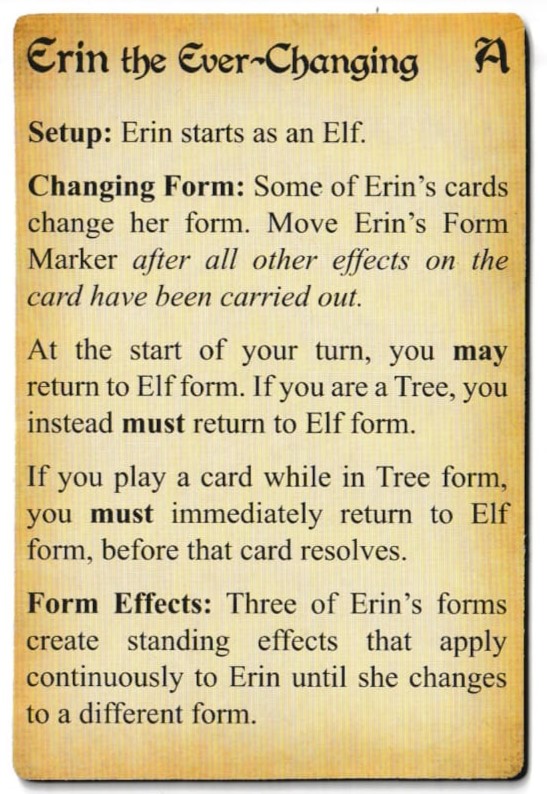 Erin the Ever~Changing A
Setup: Erin starts as an Elf.
Changing Form: Some of Erin's cards
change her form. Move Erin's Form
Marker after all other effects on the
card have been carried out.
At the start of your turn, you may
return to Elf form. If you are a Tree, you
instead must return to Elf form.
If you play a card while in Tree form,
you must immediately return to Elf
form, before that card resolves.
Form Effects: Three of Erin's forms
create standing effects that apply
continuously to Erin until she changes
to a different form.